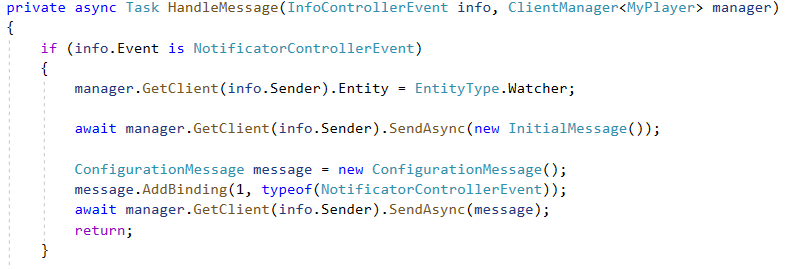 private async Task HandleMessage(InfoControllerEvent info, ClientManager<MyPlayer> manager)
{
if (info.Event is NotificatorControllerEvent)
{
manager.GetClient(info.Sender).Entity = EntityType.Watcher;
await manager.GetClient(info.Sender).SendAsync(new InitialMessage());
ConfigurationMessage message = new ConfigurationMessage();
message.AddBinding(1, typeof(NotificatorControllerEvent));
await manager.GetClient(info.Sender).SendAsync(message);
return;
}